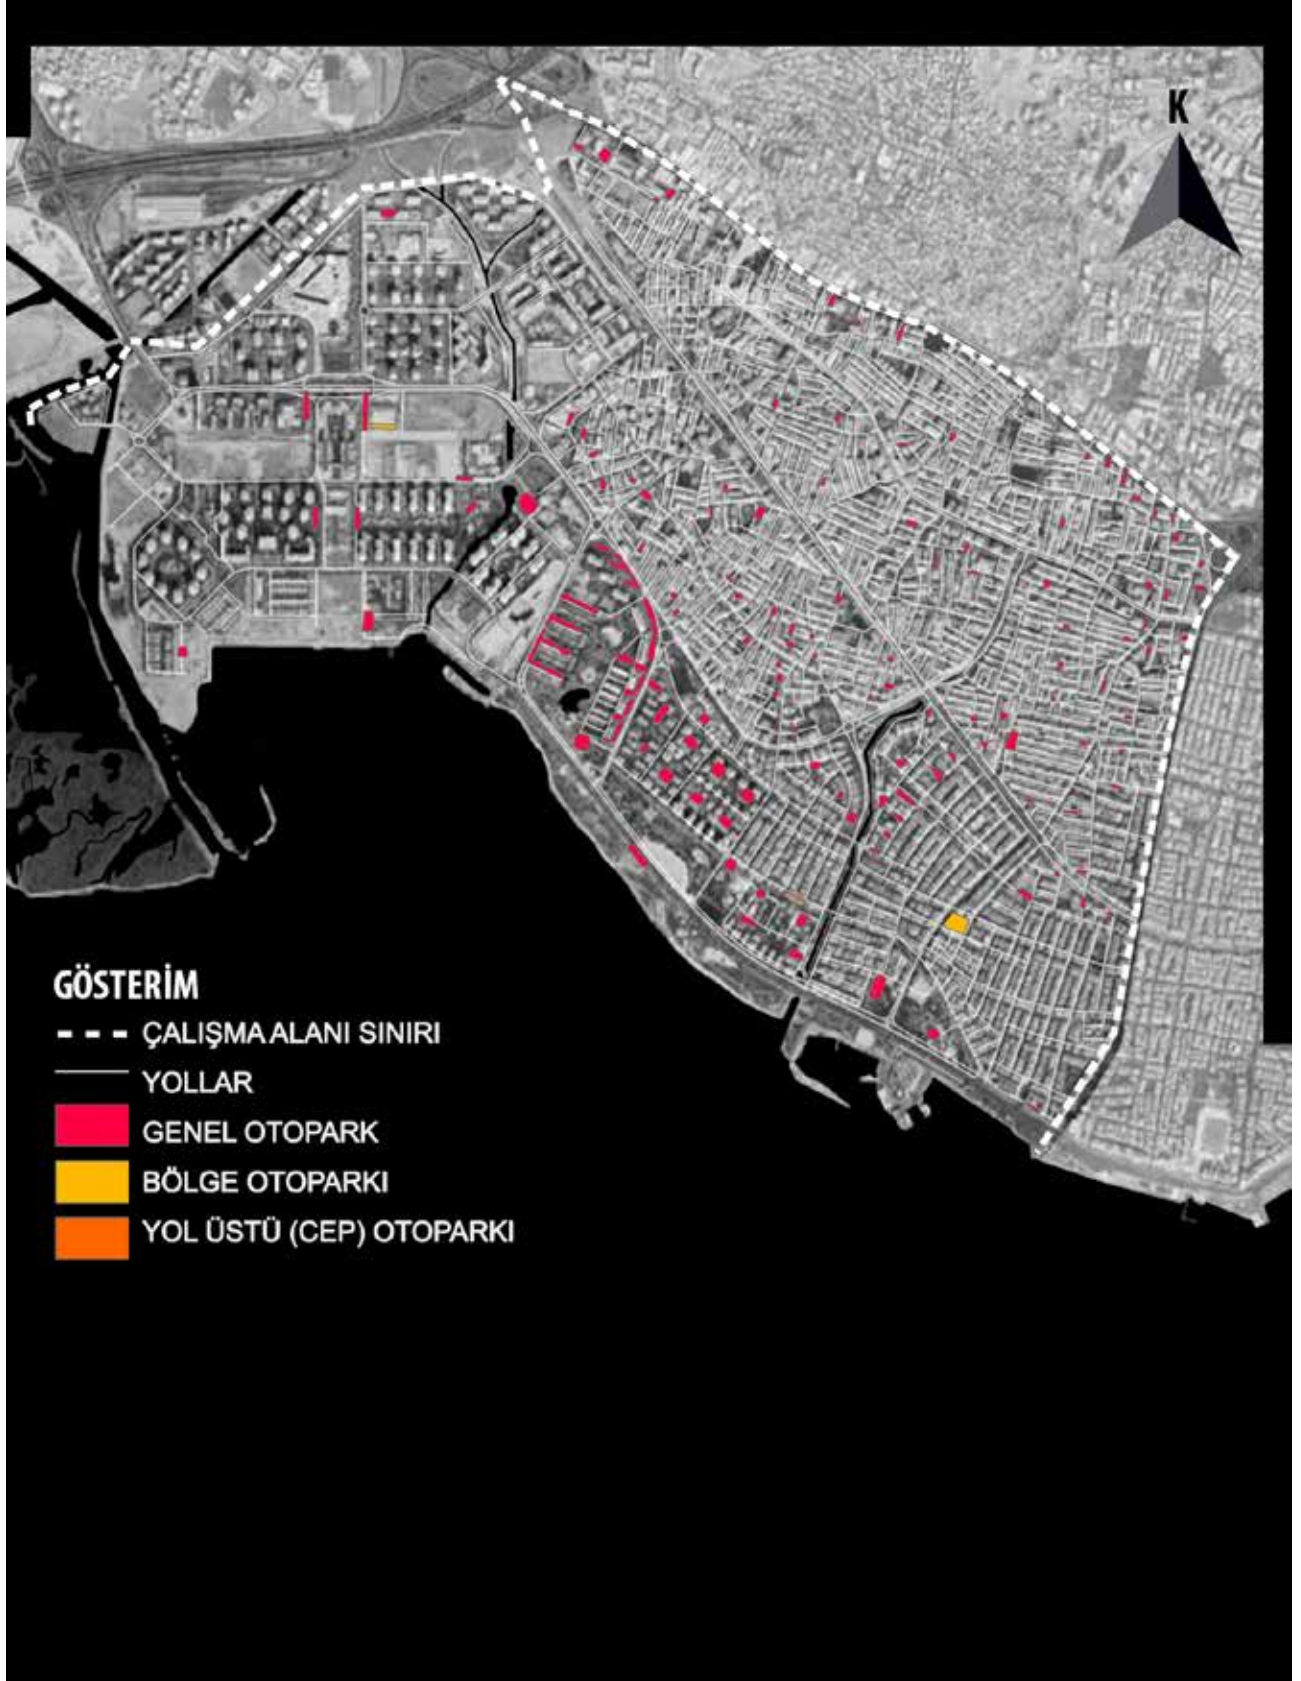 K
GÖSTERİM
ÇALIŞMA ALANI SINIRI
YOLLAR
GENEL OTOPARK
BÖLGE OTOPARKI
YOL ÜSTÜ (CEP) OTOPARKI